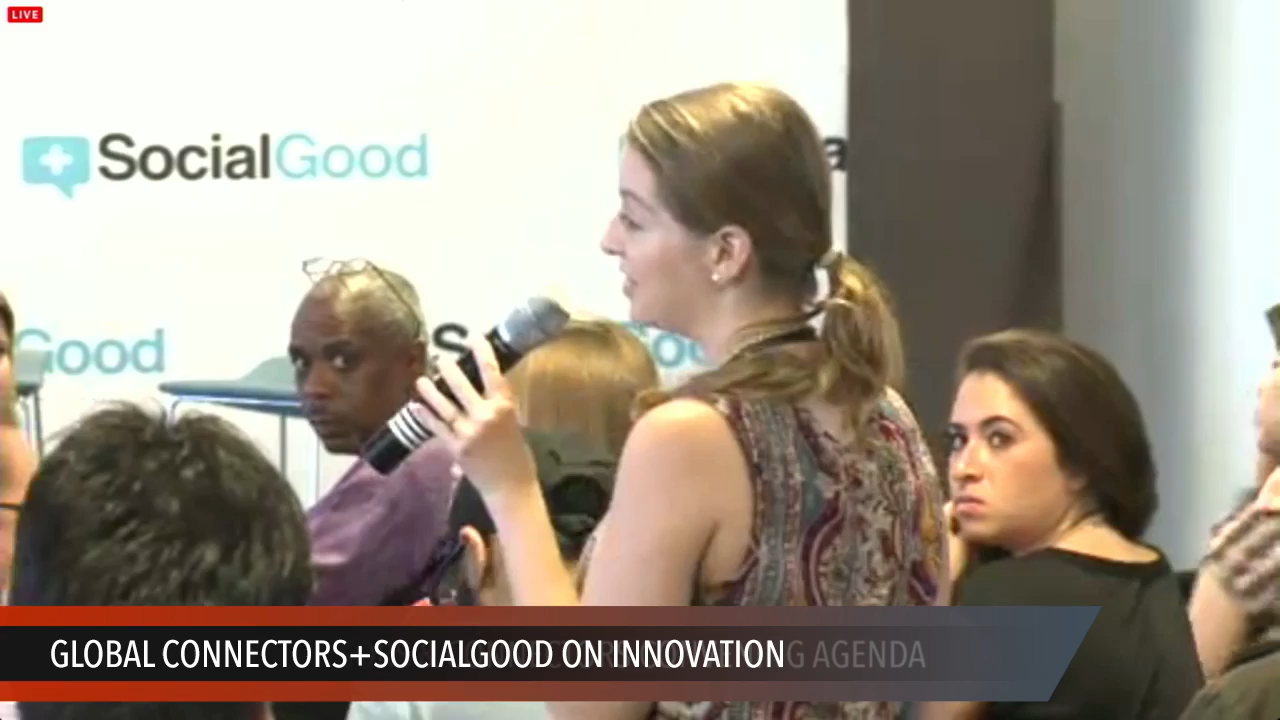 LIVE
SocialGood
Good
GLOBAL CONNECTORS+SOCIALGOOD ON INNOVATION
AGENDA